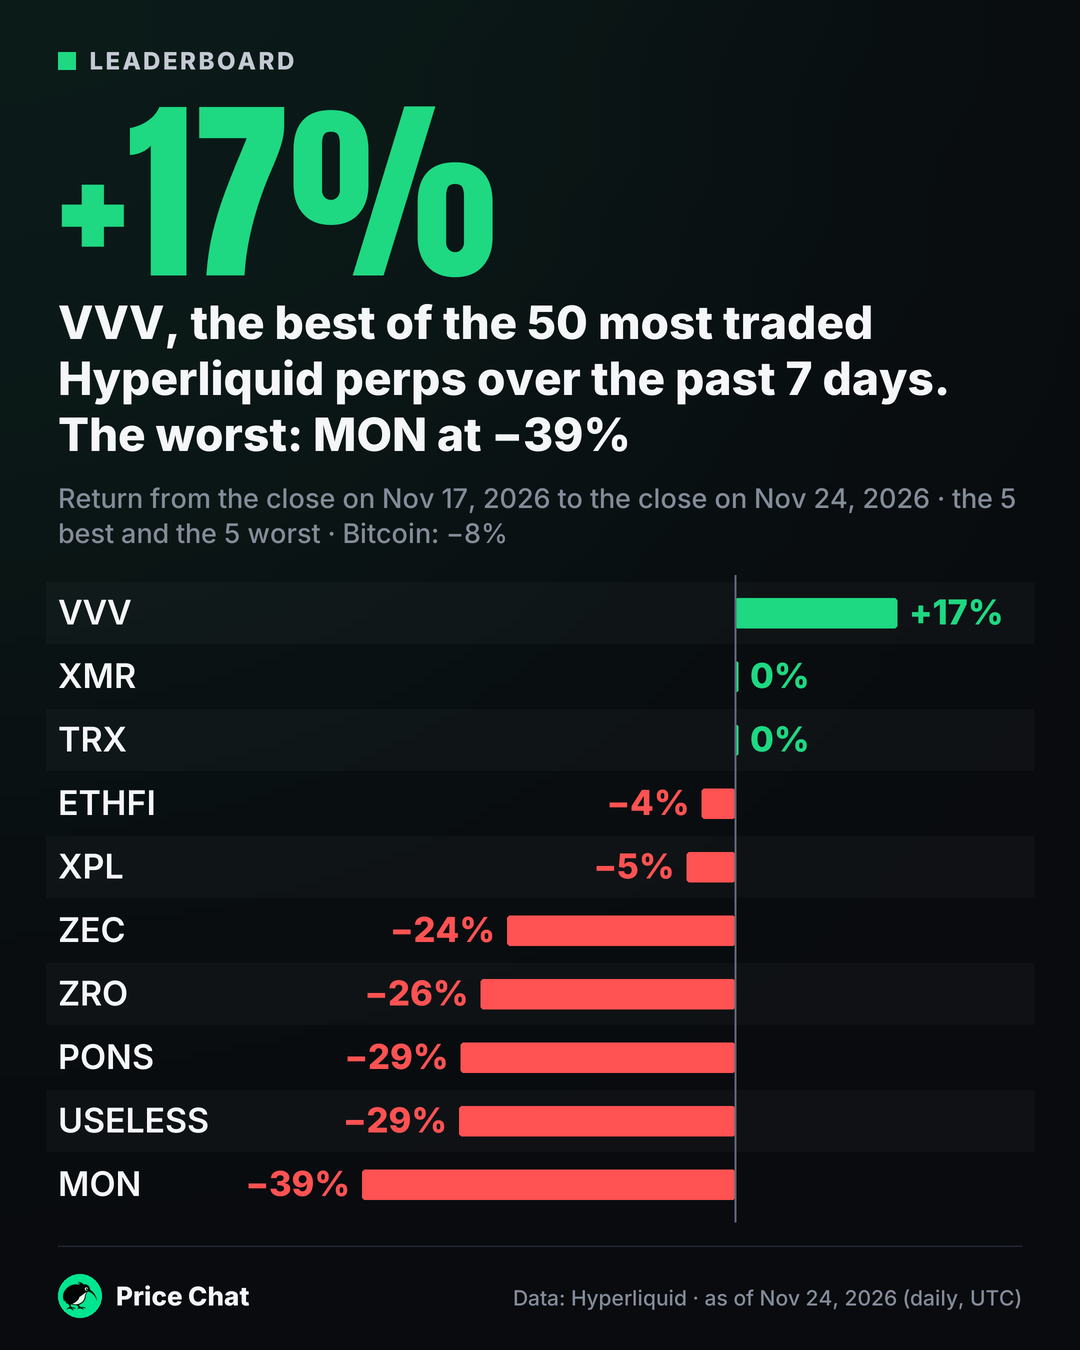 LEADERBOARD
+17%
VVV, the best of the 50 most traded
Hyperliquid perps over the past 7 days.
The worst: MON at −39%
Return from the close on Nov 17, 2026 to the close on Nov 24, 2026 · the 5
best and the 5 worst · Bitcoin: −8%
VVV +17%
XMR 0%
TRX 0%
ETHFI −4%
XPL −5%
ZEC −24%
ZRO −26%
PONS −29%
USELESS −29%
MON −39%
Price Chat
Data: Hyperliquid · as of Nov 24, 2026 (daily, UTC)